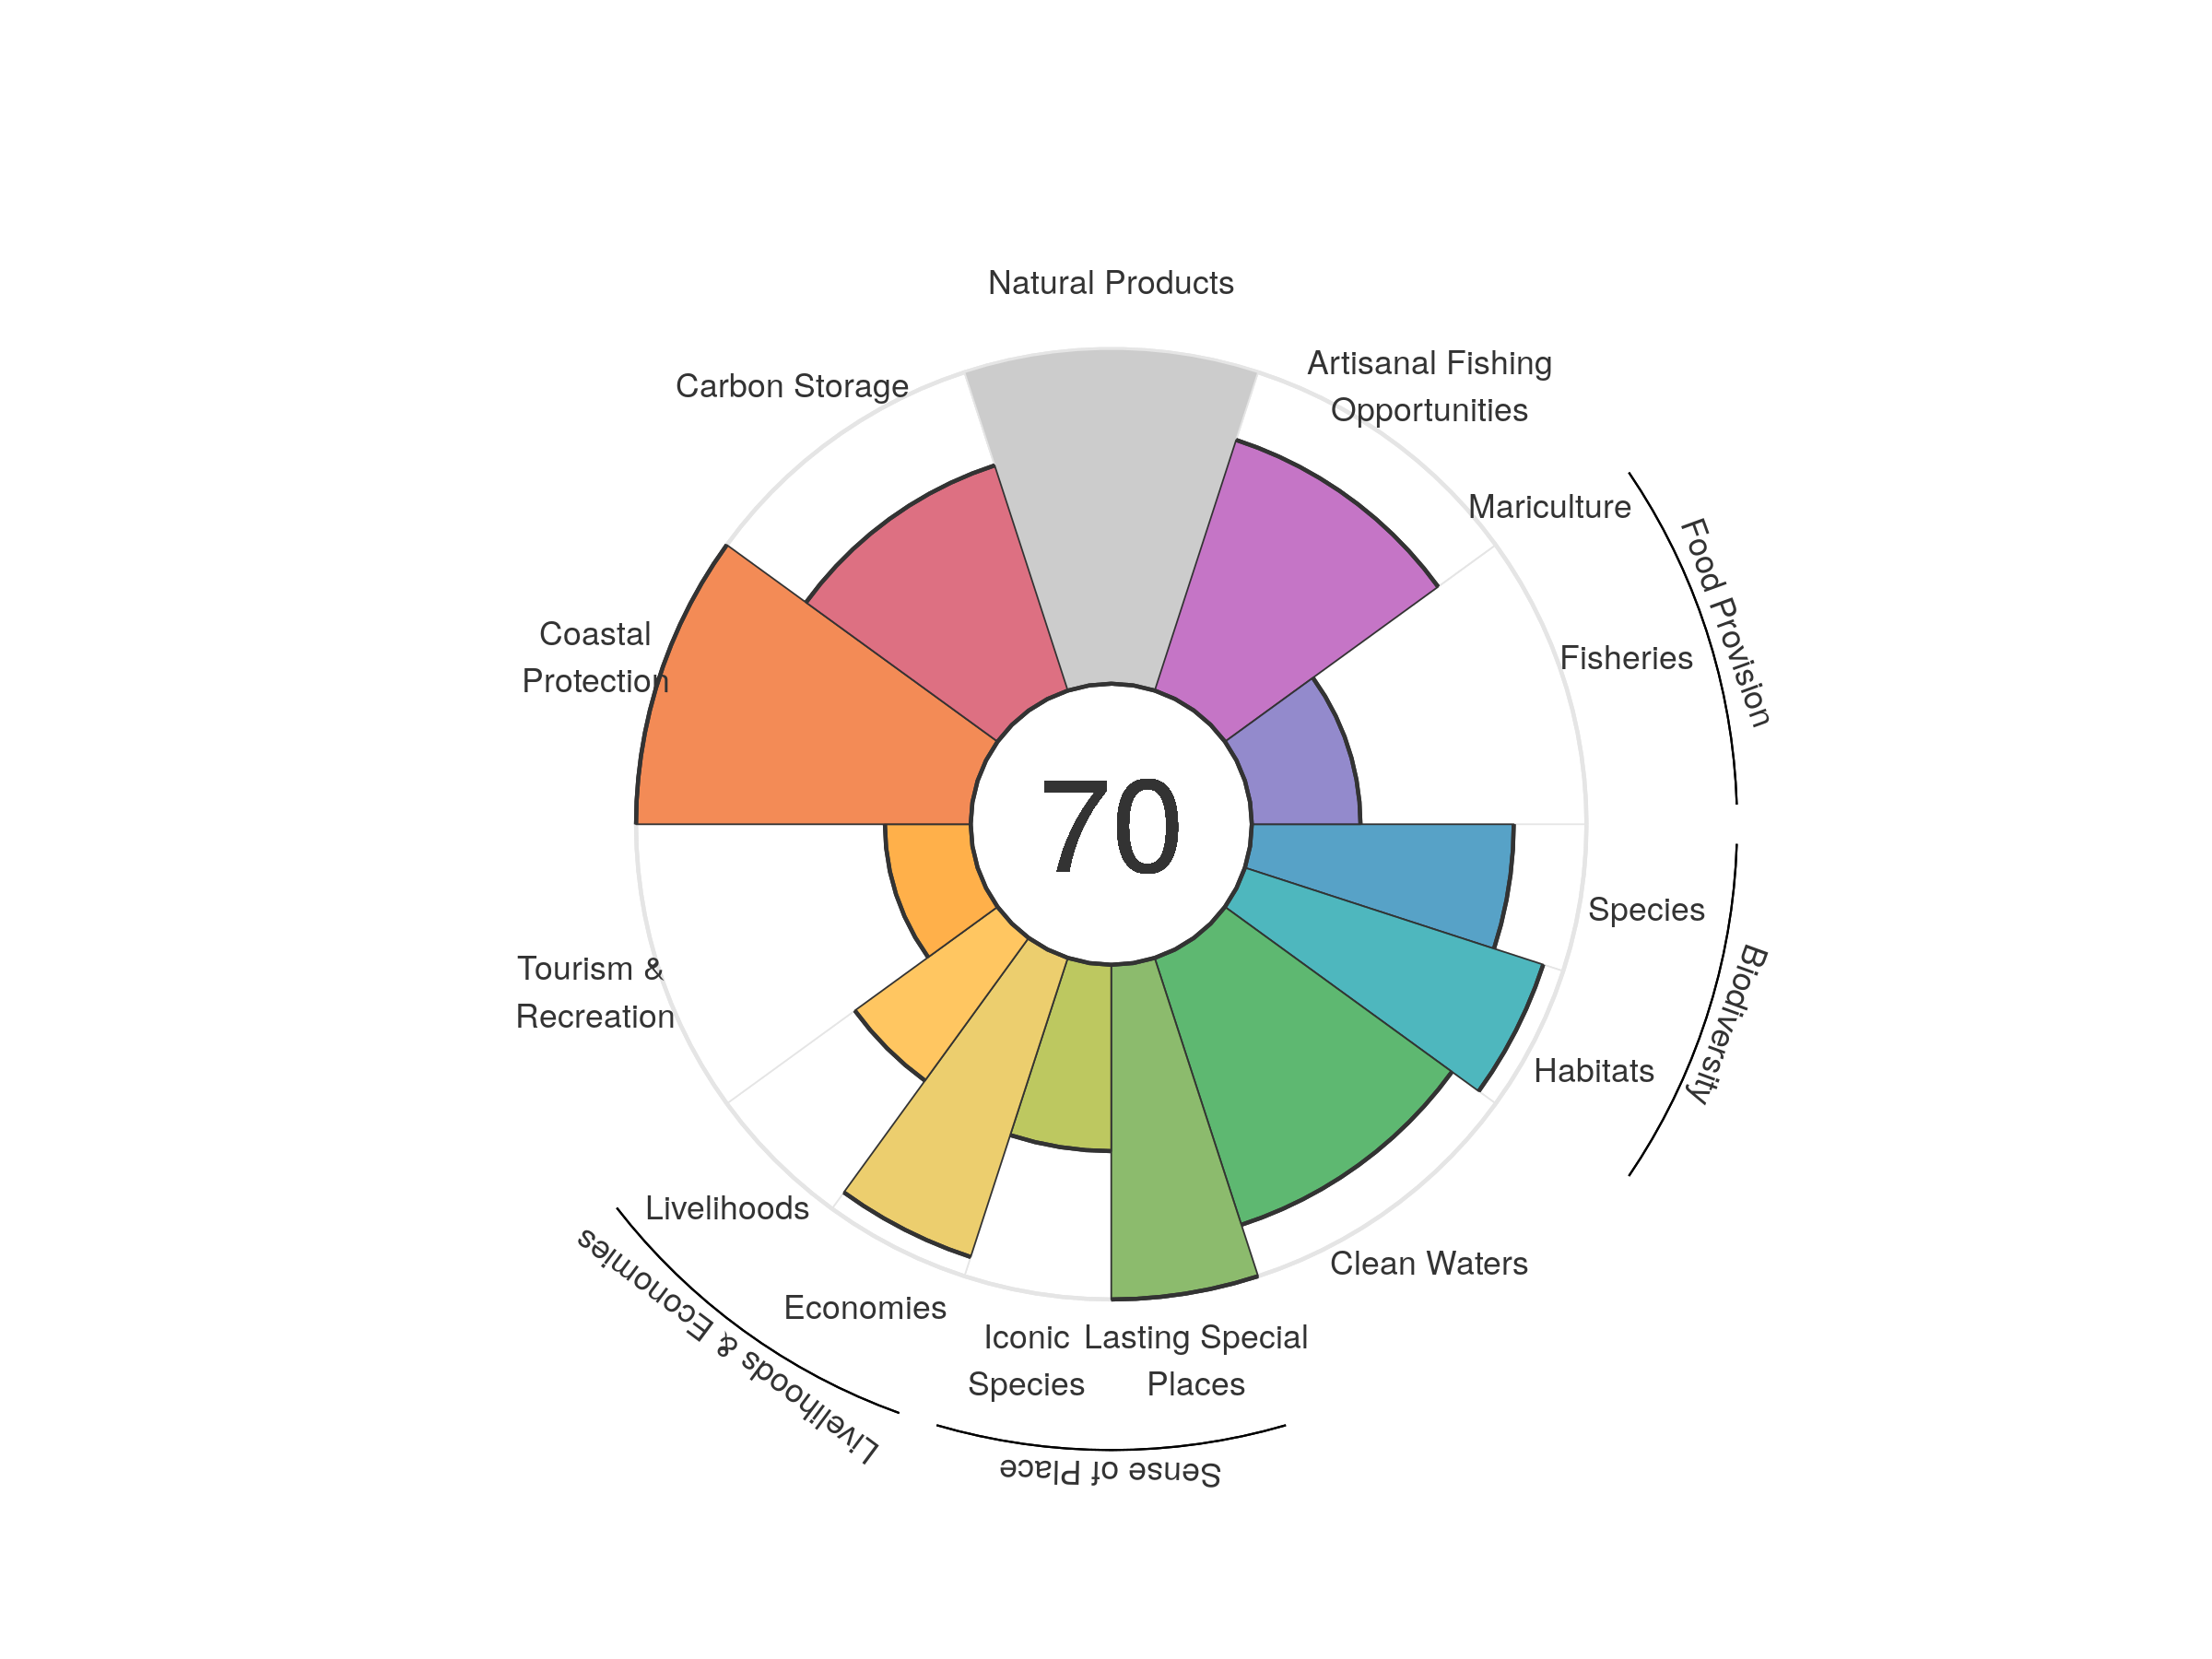 Natural Products
Artisanal Fishing
Opportunities
Carbon Storage
Mariculture
Food Provision
Coastal
Protection
Fisheries
70
Species
Biodiversity
Tourism &
Recreation
Habitats
Livelihoods
Clean Waters
Livelihoods & Economies
Economies
Iconic
Species
Lasting Special
Places
Sense of Place